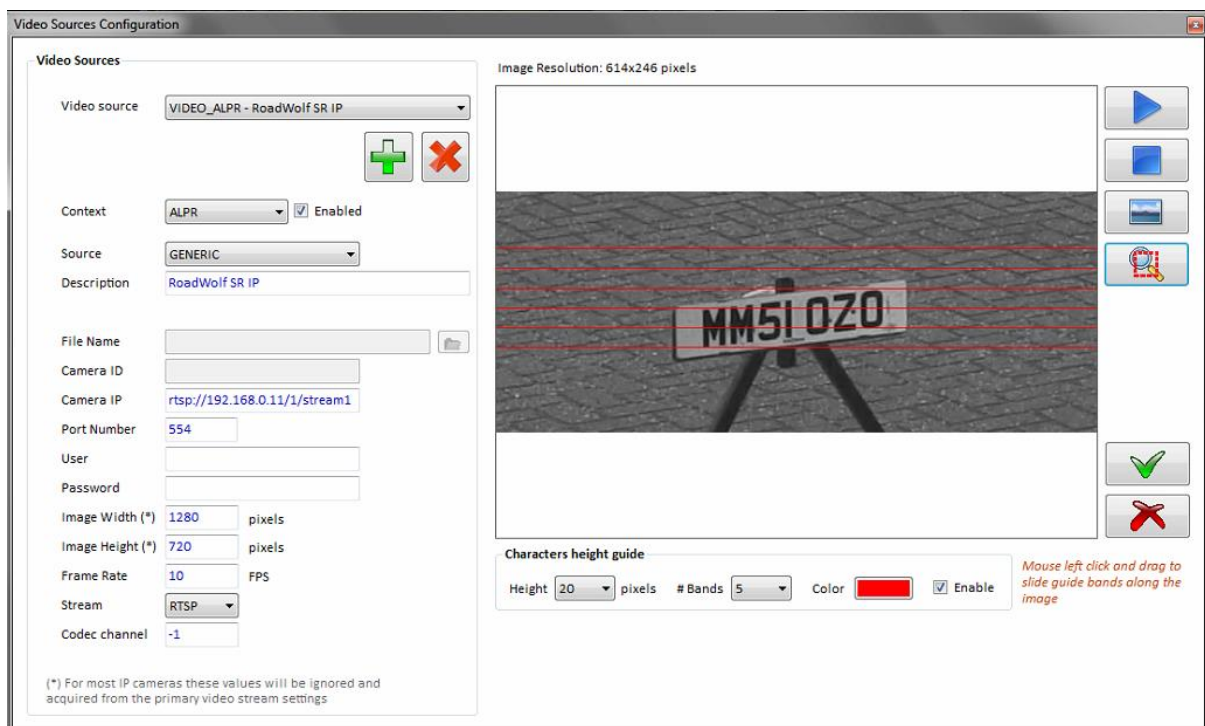 Video Sources Configuration
Video Sources
Video source VIDEO_ALPR - RoadWolf SR IP
Context ALPR Enabled
Source GENERIC
Description RoadWolf SR IP
File Name
Camera ID
Camera IP rtsp://192.168.0.11/1/stream1
Port Number 554
User
Password
Image Width (*) 1280 pixels
Image Height (*) 720 pixels
Frame Rate 10 FPS
Stream RTSP
Codec channel -1
(*) For most IP cameras these values will be ignored and
acquired from the primary video stream settings
Image Resolution: 614x246 pixels
MM51 OZO
Characters height guide
Height 20 pixels # Bands 5 Color Enable
Mouse left click and drag to
slide guide bands along the
image